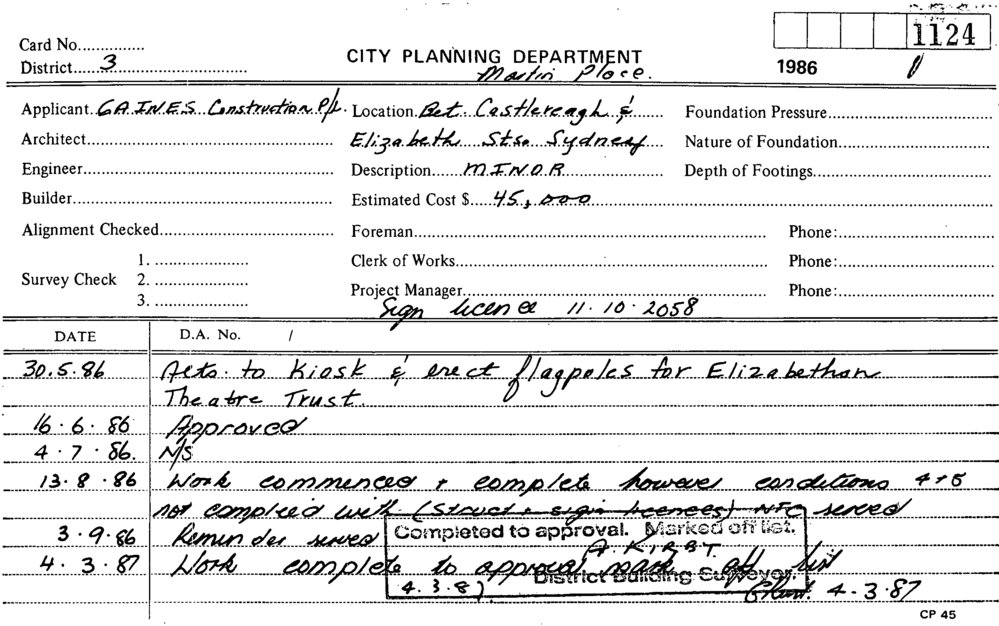 1124
Card No...............
District......3..............................
CITY PLANNING DEPARTMENT
Martin Place.
1986
Applicant..GAINES Construction P/L.
Location..Bet. Castlereagh &
Foundation Pressure
Architect
Elizabeth Sts. Sydney
Nature of Foundation
Engineer
Description......MINOR
Depth of Footings
Builder
Estimated Cost $.....45,000
Alignment Checked
Foreman
Phone:
Survey Check
1.
2.
3.
Clerk of Works
Phone:
Project Manager
Phone:
Sign licence 11.10.2058
DATE
D.A. No. /
30.5.86 Alts. to Kiosk & erect flagpoles for Elizabethan
Theatre Trust.
16.6.86 Approved
4.7.86. N/S
13.8.86 Work commenced & complete however conditions 4+5
not complied with (Struct & sign licences) NFC served
3.9.86 Reminder served
Completed to approval. Marked off list.
A. KIRBY
4.3.87 Work complete to approval mark off list
District Building Surveyor.
4.3.87
4.3.87
CP 45